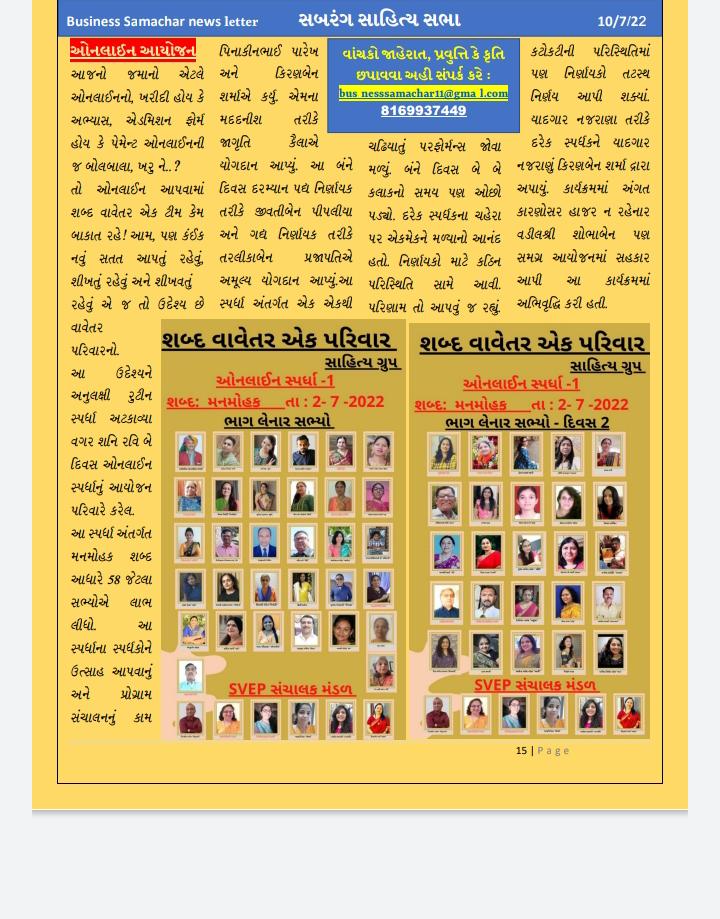 Business Samachar news letter
સબરંગ સાહિત્ય સભા
10/7/22
ઓનલાઈન આયોજન
આજનો જમાનો એટલે
ઓનલાઈનનો, ખરીદી હોય કે
અભ્યાસ, એડમિશન ફોર્મ
હોય કે પેમેન્ટ ઓનલાઈનની
જ બોલબાલા, ખરુ ને..?
તો ઓનલાઈન આપવામાં
શબ્દ વાવેતર એક ટીમ કેમ
બાકાત રહે! આમ, પણ કંઈક
નવું સતત આપતું રહેવું,
શીખતું રહેવું અને શીખવતું
રહેવું એ જ તો ઉદેશ્ય છે
વાવેતર
પરિવારનો.
આ ઉદેશ્યને
અનુલક્ષી રુટીન
સ્પર્ધા અટકાવ્યા
વગર શનિ રવિ બે
દિવસ ઓનલાઈન
સ્પર્ધાનું આયોજન
પરિવારે કરેલ.
આ સ્પર્ધા અંતર્ગત
મનમોહક શબ્દ
આધારે 58 જેટલા
સભ્યોએ લાભ
લીધો. આ
સ્પર્ધાના સ્પર્ધકોને
ઉત્સાહ આપવાનું
અને પ્રોગ્રામ
સંચાલનનું કામ
પિનાકીનભાઈ પારેખ
અને કિરણબેન
શર્માએ કર્યું. એમના
મદદનીશ તરીકે
જાગૃતિ કૈલાએ
યોગદાન આપ્યું. આ બંને
દિવસ દરમ્યાન પદ્ય નિર્ણાયક
તરીકે જીવતીબેન પીપલીયા
અને ગદ્ય નિર્ણાયક તરીકે
તરલીકાબેન પ્રજાપતિએ
અમૂલ્ય યોગદાન આપ્યું.આ
સ્પર્ધા અંતર્ગત એક એકથી
વાંચકો જાહેરાત, પ્રવુત્તિ કે કૃતિ
છપાવવા અહી સંપર્ક કરે :
bus nesssamachar11@gma l.com
8169937449
ચઢિયાતું પરફોર્મન્સ જોવા
મળ્યું. બંને દિવસ બે બે
કલાકનો સમય પણ ઓછો
પડ્યો. દરેક સ્પર્ધકના ચહેરા
પર એકમેકને મળ્યાનો આનંદ
હતો. નિર્ણાયકો માટે કઠિન
પરિસ્થિતિ સામે આવી.
પરિણામ તો આપવું જ રહ્યું.
કટોકટીની પરિસ્થિતિમાં
પણ નિર્ણાયકો તટસ્થ
નિર્ણય આપી શક્યાં.
યાદગાર નજરાણા તરીકે
દરેક સ્પર્ધકને યાદગાર
નજરાણું કિરણબેન શર્મા દ્વારા
અપાયું. કાર્યક્રમમાં અંગત
કારણોસર હાજર ન રહેનાર
વડીલશ્રી શોભાબેન પણ
સમગ્ર આયોજનમાં સહકાર
આપી આ કાર્યક્રમમાં
અભિવૃદ્ધિ કરી હતી.
શબ્દ વાવેતર એક પરિવાર
સાહિત્ય ગ્રુપ
ઓનલાઈન સ્પર્ધા -1
શબ્દ: મનમોહક તા : 2- 7 -2022
ભાગ લેનાર સભ્યો
SVEP સંચાલક મંડળ
શબ્દ વાવેતર એક પરિવાર
સાહિત્ય ગ્રુપ
ઓનલાઈન સ્પર્ધા -1
શબ્દ: મનમોહક તા : 2- 7 -2022
ભાગ લેનાર સભ્યો - દિવસ 2
SVEP સંચાલક મંડળ
15 | Page